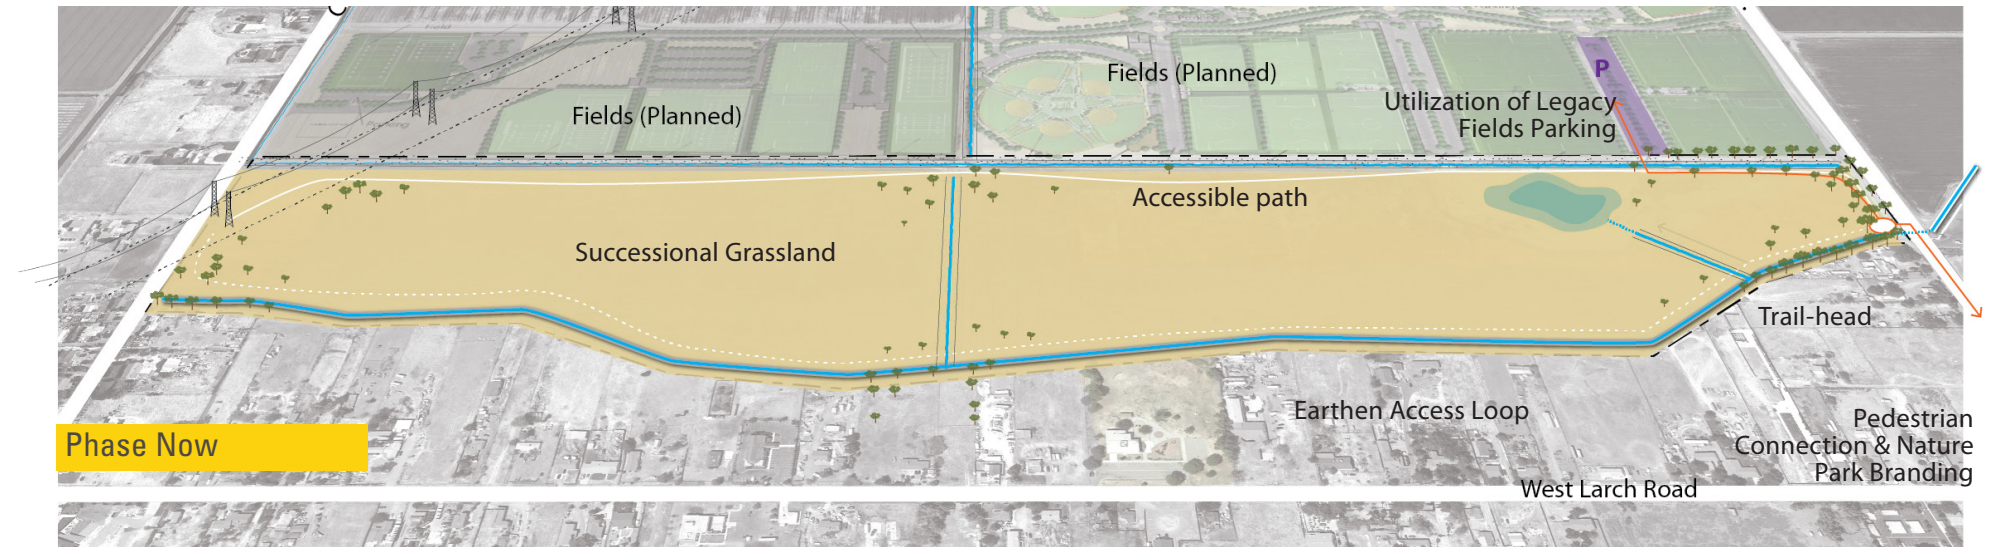 Fields (Planned)
P
Utilization of Legacy
Fields Parking
Fields (Planned)
Accessible path
Successional Grassland
Trail-head
Earthen Access Loop
Pedestrian
Connection & Nature
Park Branding
Phase Now
West Larch Road